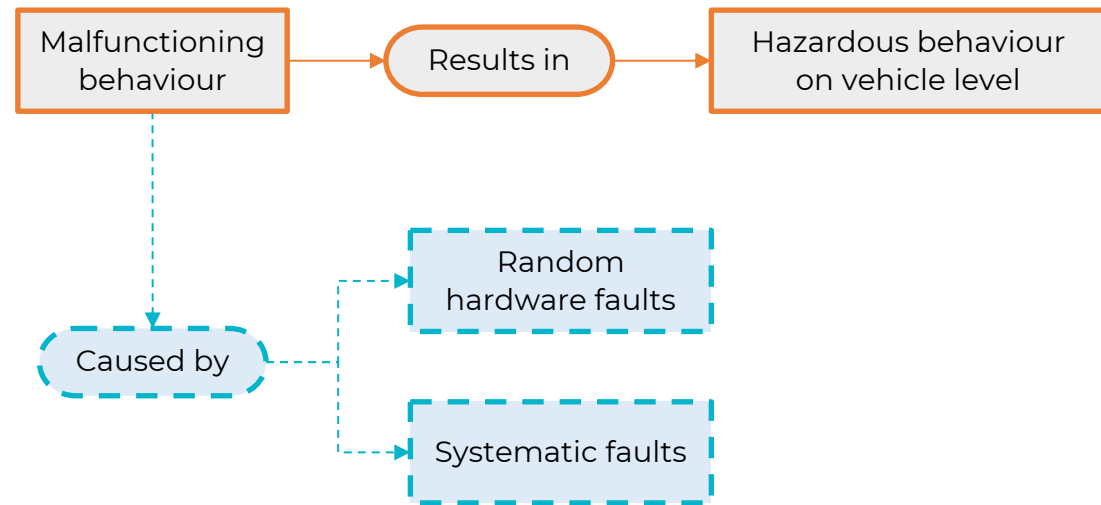 Malfunctioning
behaviour
Results in
Hazardous behaviour
on vehicle level
Random
hardware faults
Caused by
Systematic faults